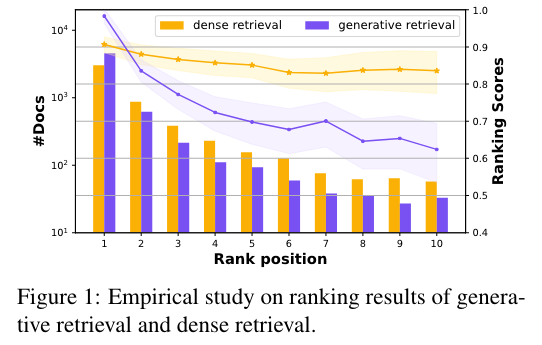 dense retrieval generative retrieval
10⁴
10³
10²
10¹
#Docs
1.0
0.9
0.8
0.7
0.6
0.5
0.4
Ranking Scores
1 2 3 4 5 6 7 8 9 10
Rank position
Figure 1: Empirical study on ranking results of genera-
tive retrieval and dense retrieval.